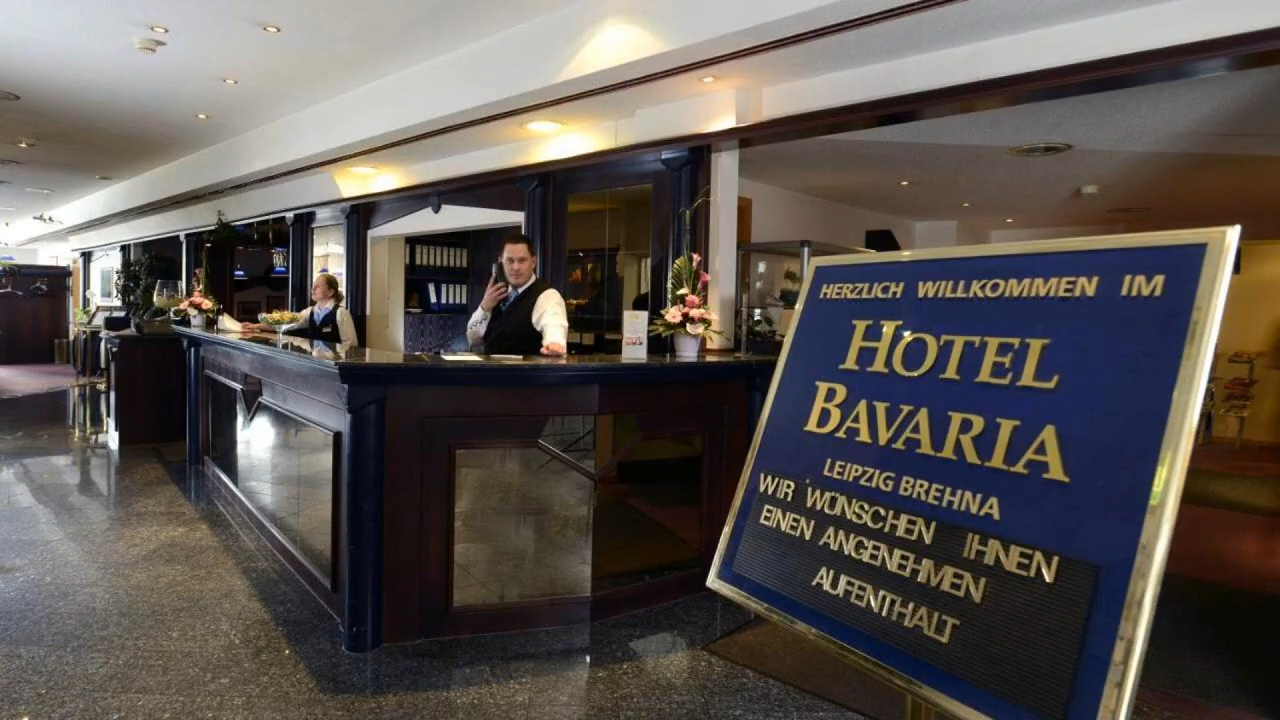 HERZLICH WILLKOMMEN IM
HOTEL
BAVARIA
LEIPZIG BREHNA
WIR WÜNSCHEN IHNEN
EINEN ANGENEHMEN
AUFENTHALT